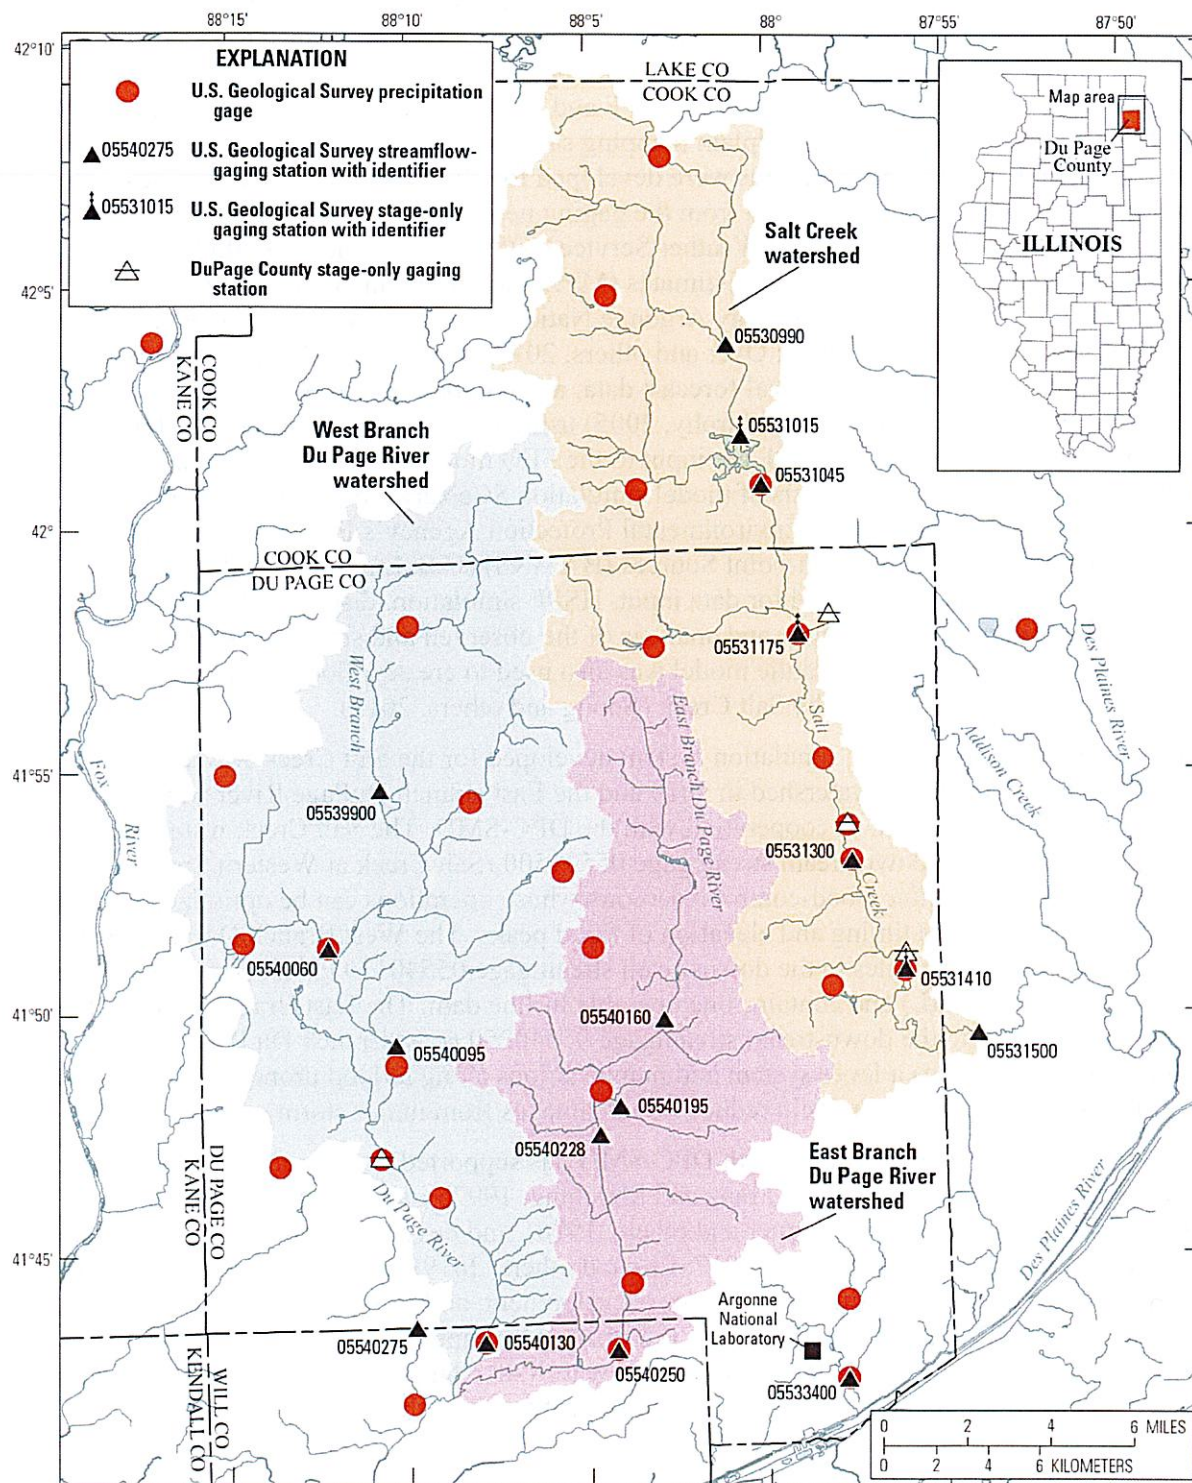 88°15'
88°10'
88°5'
88°
87°55'
87°50'
42°10'
42°5'
42°
41°55'
41°50'
41°45'
EXPLANATION
U.S. Geological Survey precipitation
gage
05540275
U.S. Geological Survey streamflow-
gaging station with identifier
05531015
U.S. Geological Survey stage-only
gaging station with identifier
DuPage County stage-only gaging
station
LAKE CO
COOK CO
Map area
Du Page
County
ILLINOIS
Salt Creek
watershed
05530990
COOK CO
KANE CO
05531015
West Branch
Du Page River
watershed
05531045
COOK CO
DU PAGE CO
05531175
West Branch
East Branch Du Page River
Salt
Creek
Addison Creek
Des Plaines River
Fox
River
05539900
05531300
05540060
05531410
05540160
05531500
05540095
05540195
05540228
East Branch
Du Page River
watershed
DU PAGE CO
KANE CO
Du Page River
Des Plaines River
Argonne
National
Laboratory
05540275
05540130
05540250
05533400
WILL CO
KENDALL CO
0 2 4 6 MILES
0 2 4 6 KILOMETERS